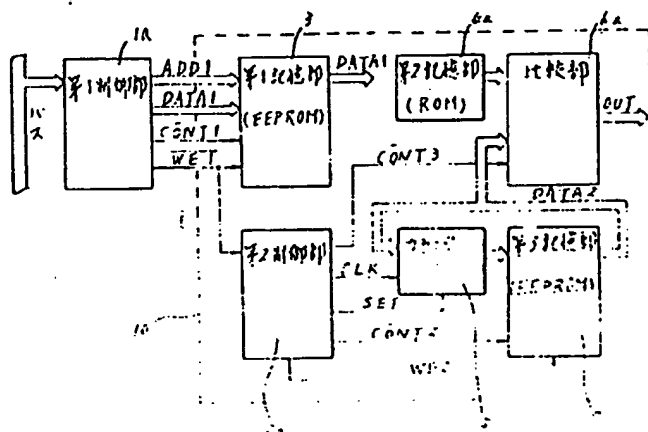 1a
3
5a
6a
バス
第1制御部
ADD1
DATA1
CONT1
WE1
第1記憶部
(EEPROM)
DATA1
第2記憶部
(ROM)
比較部
OUT
CONT3
DATA2
第2制御部
CLK
SET
CONT2
WE2
カウンタ
第3記憶部
(EEPROM)
10